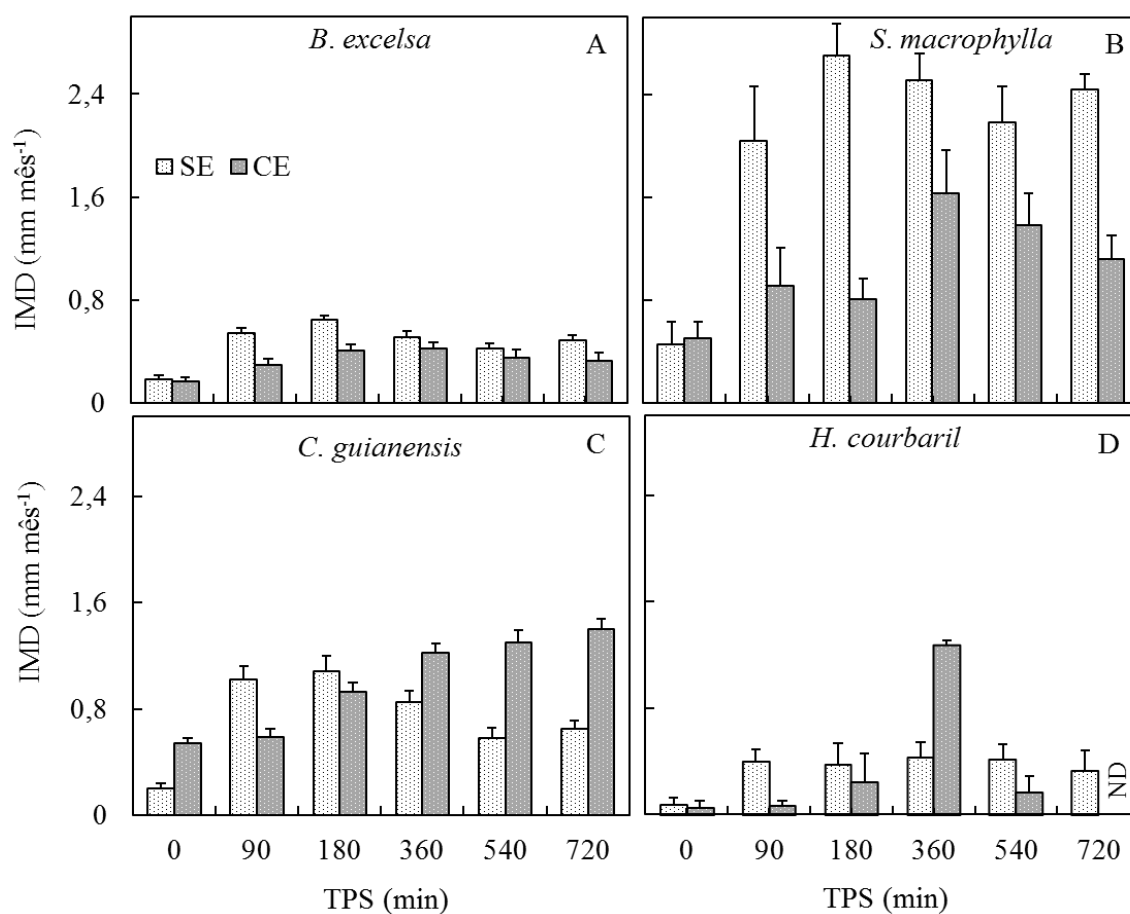 B. excelsa A
S. macrophylla B
IMD (mm mês-1)
2,4
1,6
0,8
0
SE CE
C. guianensis C
H. courbaril D
IMD (mm mês-1)
2,4
1,6
0,8
0
ND
0 90 180 360 540 720
0 90 180 360 540 720
TPS (min)
TPS (min)